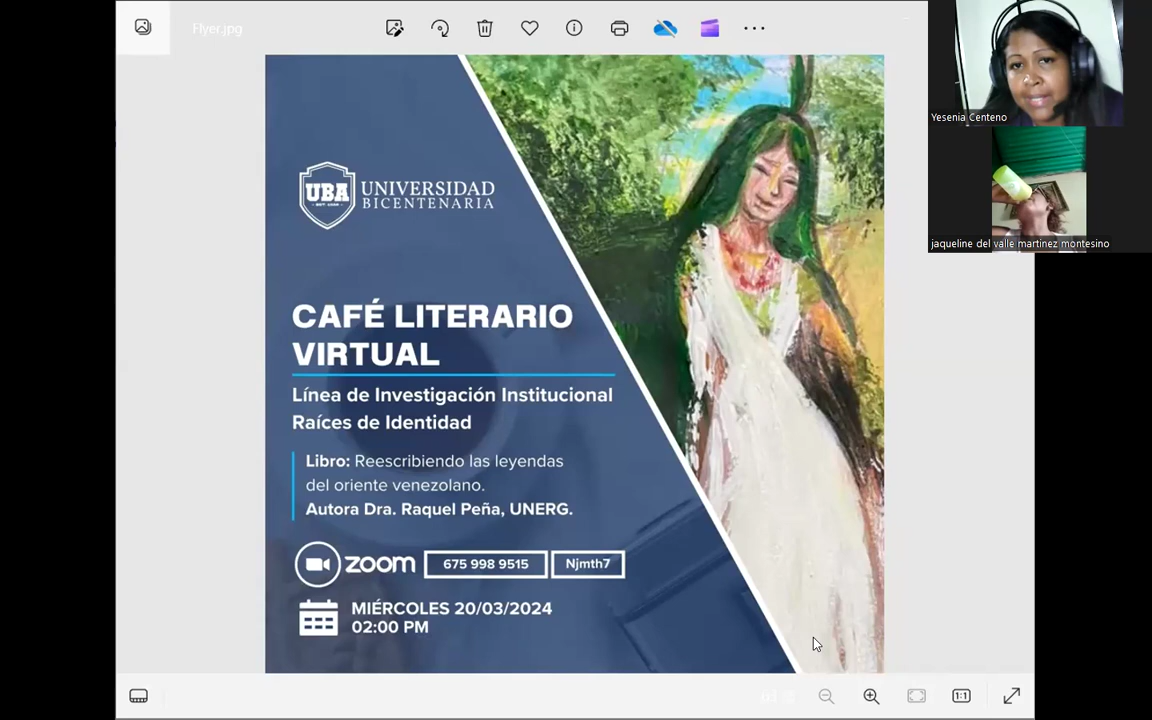 Flyer.jpg
Yesenia Centeno
jaqueline del valle martinez montesino
UBA
UNIVERSIDAD
BICENTENARIA
CAFÉ LITERARIO
VIRTUAL
Línea de Investigación Institucional
Raíces de Identidad
Libro: Reescribiendo las leyendas
del oriente venezolano.
Autora Dra. Raquel Peña, UNERG.
zoom 675 998 9515 Njmth7
MIÉRCOLES 20/03/2024
02:00 PM
1:1